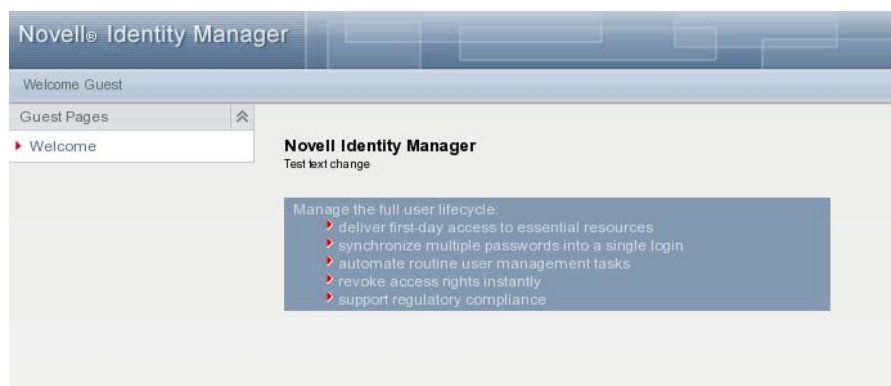 Novell® Identity Manager
Welcome Guest
Guest Pages
Welcome
Novell Identity Manager
Test text change
Manage the full user lifecycle:
deliver first-day access to essential resources
synchronize multiple passwords into a single login
automate routine user management tasks
revoke access rights instantly
support regulatory compliance